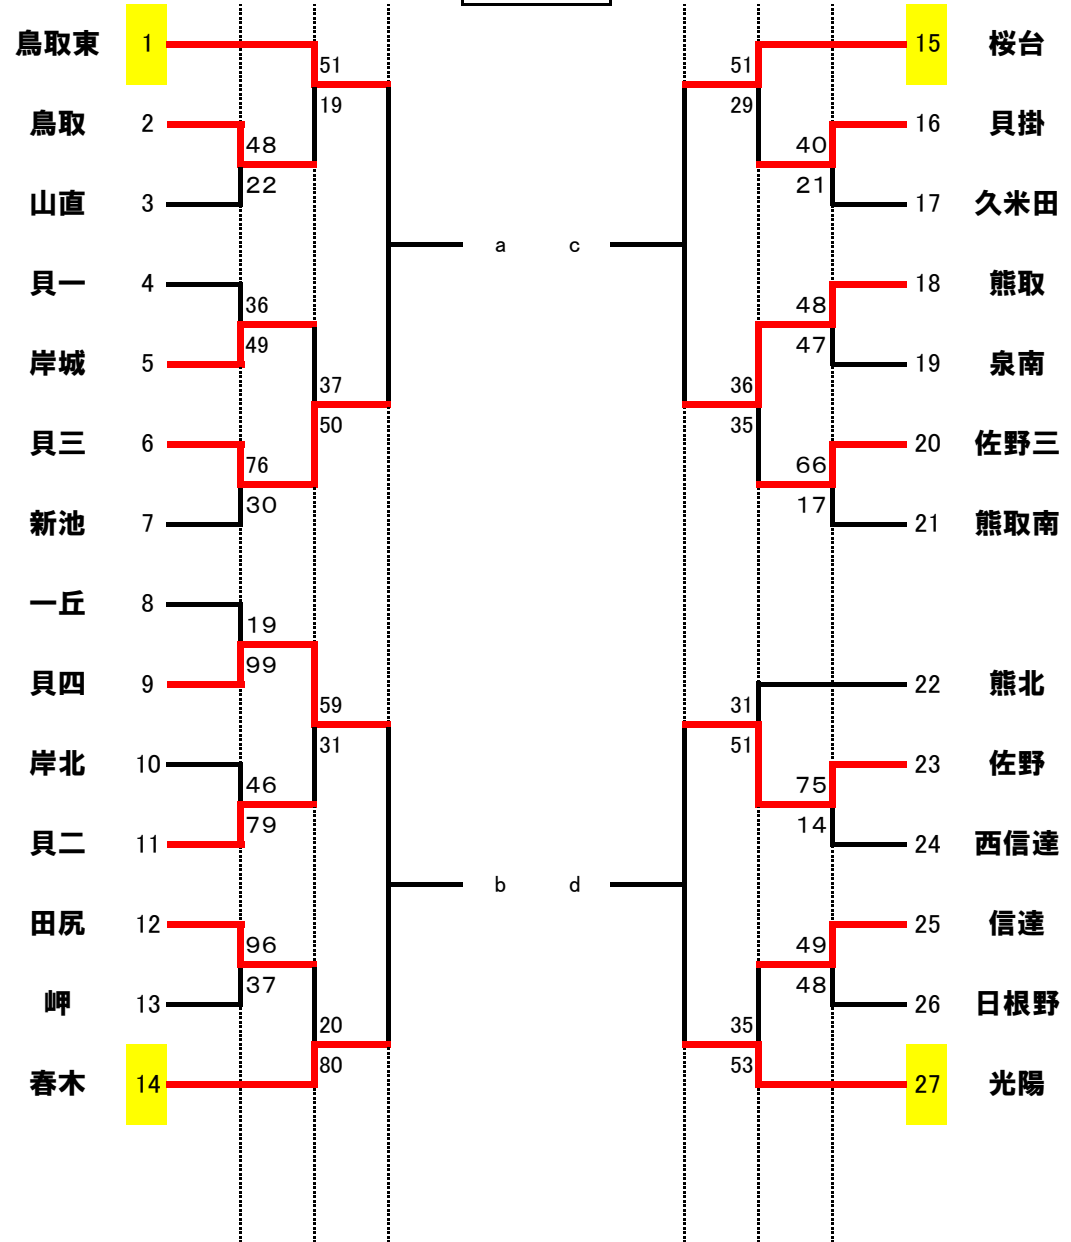 鳥取東 1 51 51 15 桜台
19 29
鳥取 2 48 40 16 貝掛
山直 3 22 21 17 久米田
a c
貝一 4 36 48 18 熊取
岸城 5 49 47 19 泉南
37 36
50 35
貝三 6 76 66 20 佐野三
新池 7 30 17 21 熊取南
一丘 8 19
貝四 9 99 22 熊北
59 31
31 51
岸北 10 46 75 23 佐野
貝二 11 79 14 24 西信達
b d
田尻 12 96 49 25 信達
岬 13 37 48 26 日根野
20 35
80 53
春木 14 27 光陽